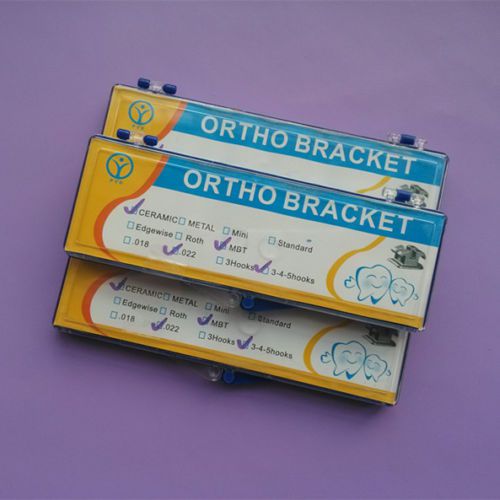 ORTHO BRACKET
ORTHO BRACKET
CERAMIC METAL Mini Standard
Edgewise Roth MBT
.018 .022 3Hooks 3-4-5hooks
CERAMIC METAL Mini Standard
Edgewise Roth MBT
.018 .022 3Hooks 3-4-5hooks